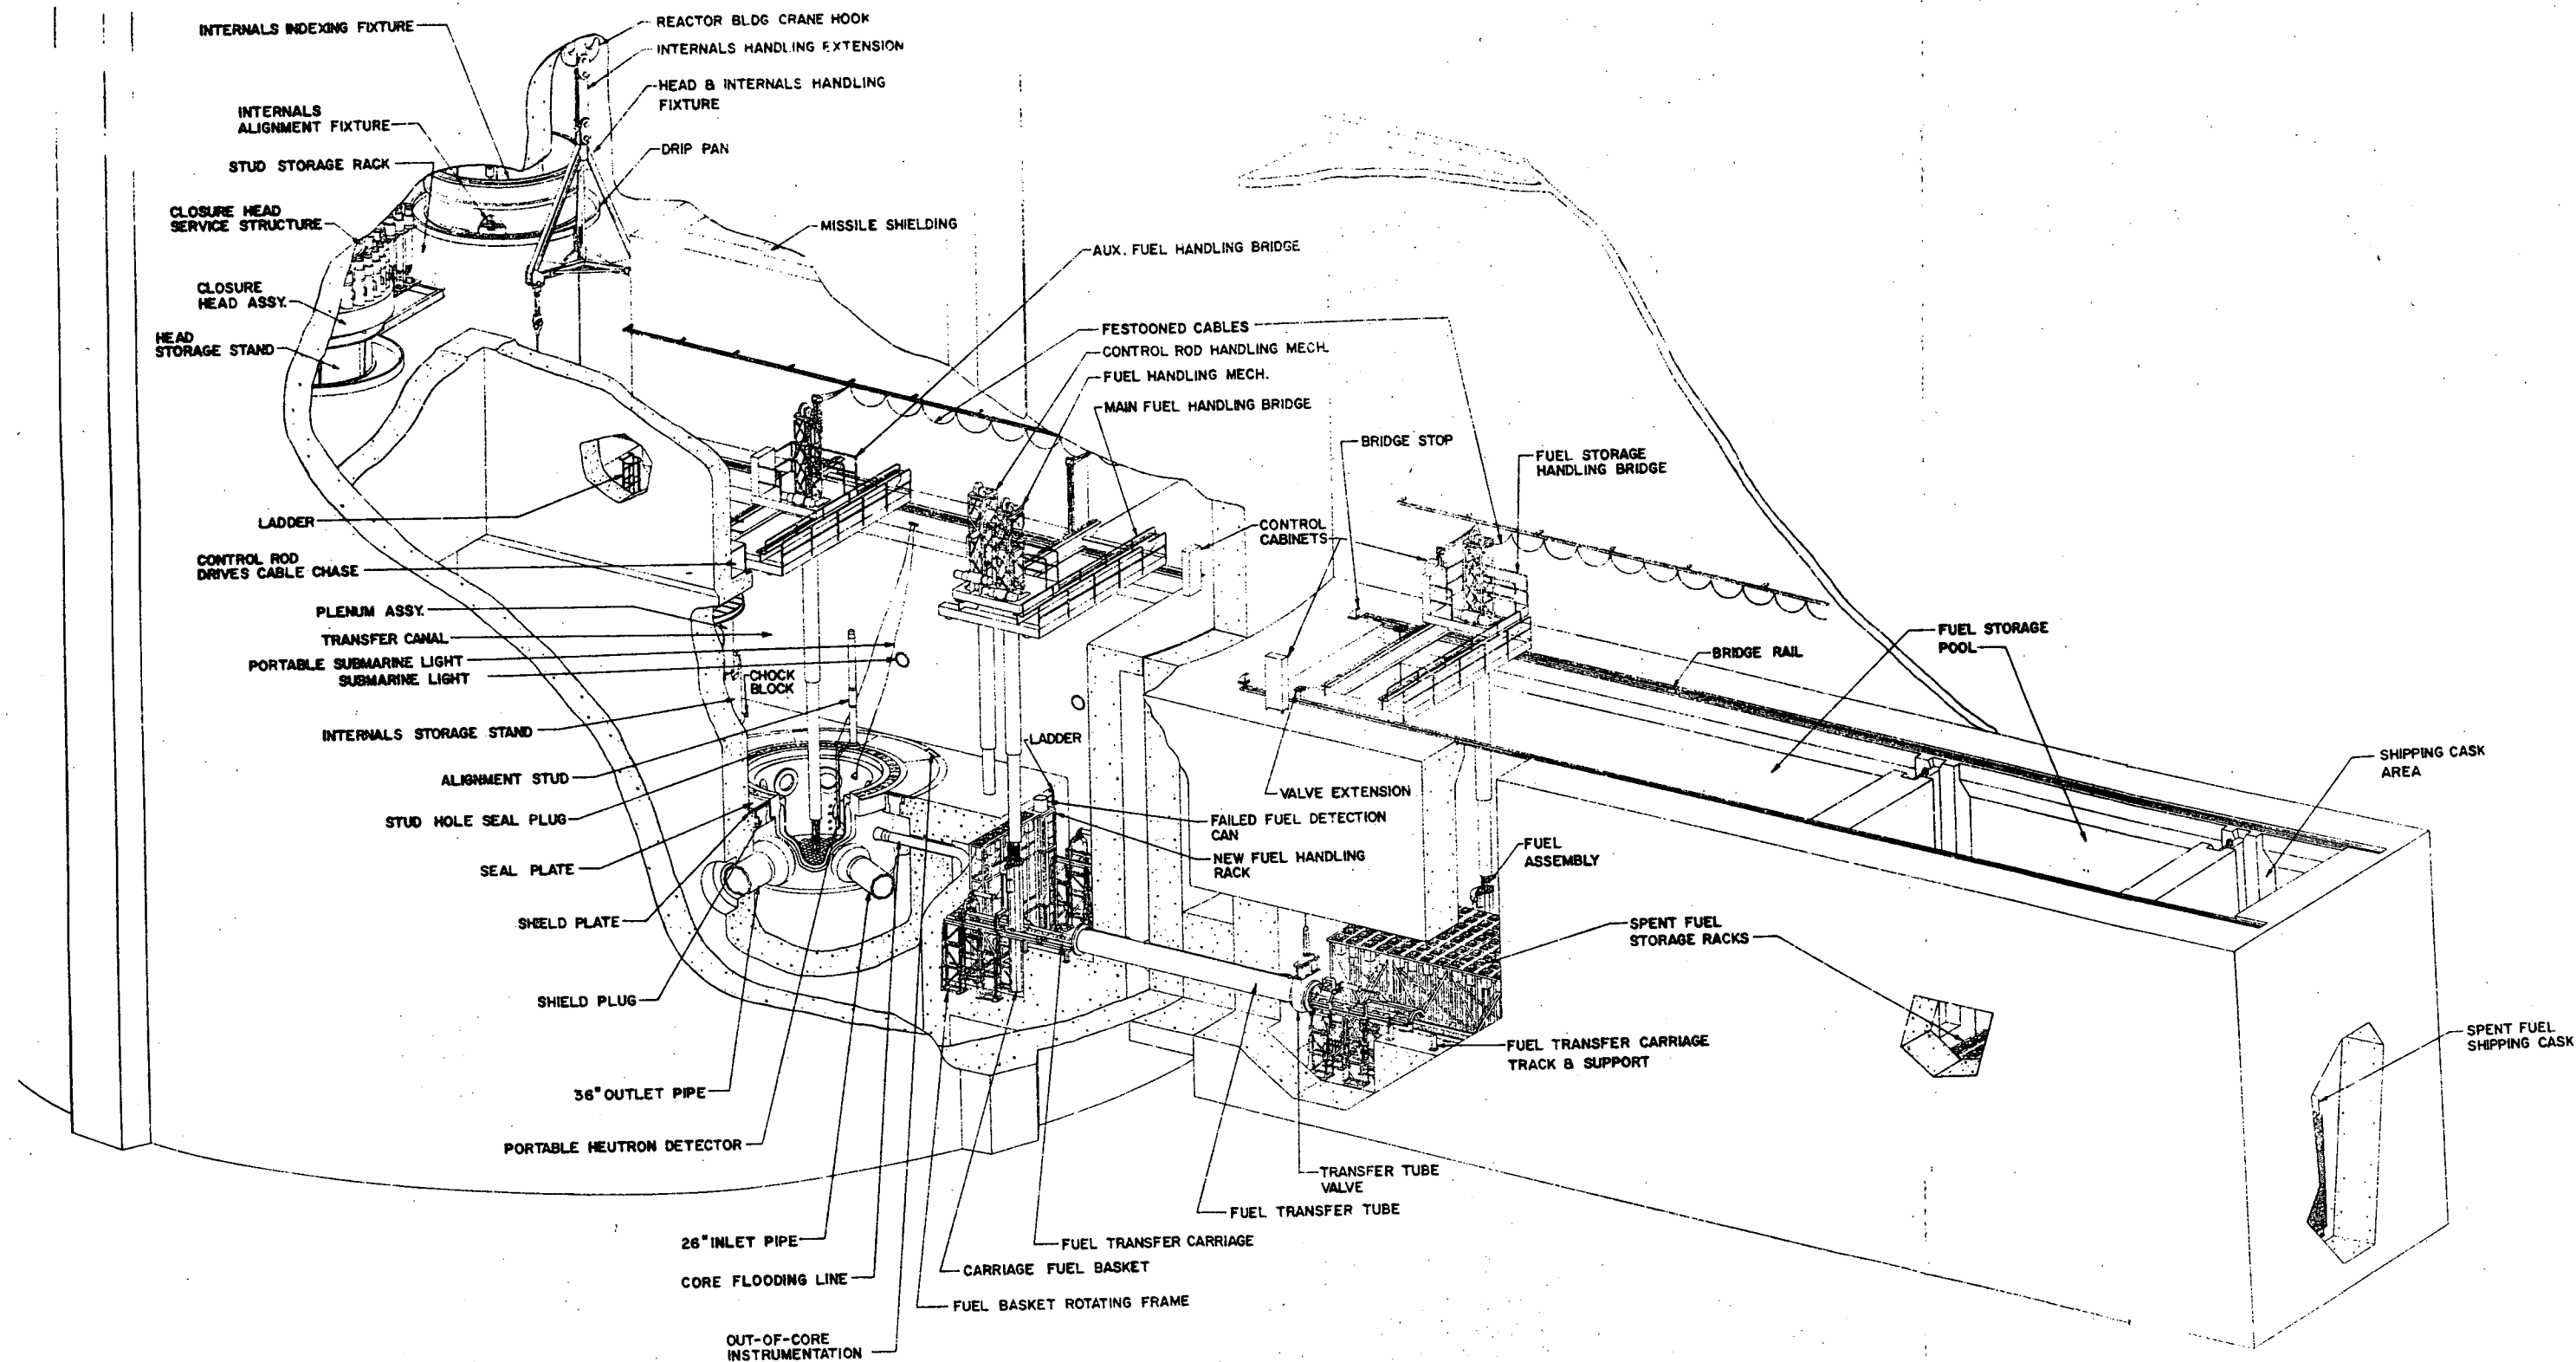 INTERNALS INDEXING FIXTURE
INTERNALS
ALIGNMENT FIXTURE
STUD STORAGE RACK
CLOSURE HEAD
SERVICE STRUCTURE
CLOSURE
HEAD ASSY.
HEAD
STORAGE STAND
REACTOR BLDG CRANE HOOK
INTERNALS HANDLING EXTENSION
HEAD & INTERNALS HANDLING
FIXTURE
DRIP PAN
MISSILE SHIELDING
AUX. FUEL HANDLING BRIDGE
FESTOONED CABLES
CONTROL ROD HANDLING MECH.
FUEL HANDLING MECH.
MAIN FUEL HANDLING BRIDGE
BRIDGE STOP
FUEL STORAGE
HANDLING BRIDGE
CONTROL
CABINETS
LADDER
CONTROL ROD
DRIVES CABLE CHASE
PLENUM ASSY.
TRANSFER CANAL
PORTABLE SUBMARINE LIGHT
SUBMARINE LIGHT
CHOCK
BLOCK
INTERNALS STORAGE STAND
ALIGNMENT STUD
STUD HOLE SEAL PLUG
SEAL PLATE
SHIELD PLATE
SHIELD PLUG
36" OUTLET PIPE
PORTABLE HEUTRON DETECTOR
26" INLET PIPE
CORE FLOODING LINE
OUT-OF-CORE
INSTRUMENTATION
LADDER
VALVE EXTENSION
FAILED FUEL DETECTION
CAN
NEW FUEL HANDLING
RACK
FUEL
ASSEMBLY
BRIDGE RAIL
FUEL STORAGE
POOL
SHIPPING CASK
AREA
SPENT FUEL
STORAGE RACKS
SPENT FUEL
SHIPPING CASK
FUEL TRANSFER CARRIAGE
TRACK & SUPPORT
TRANSFER TUBE
VALVE
FUEL TRANSFER TUBE
FUEL TRANSFER CARRIAGE
CARRIAGE FUEL BASKET
FUEL BASKET ROTATING FRAME